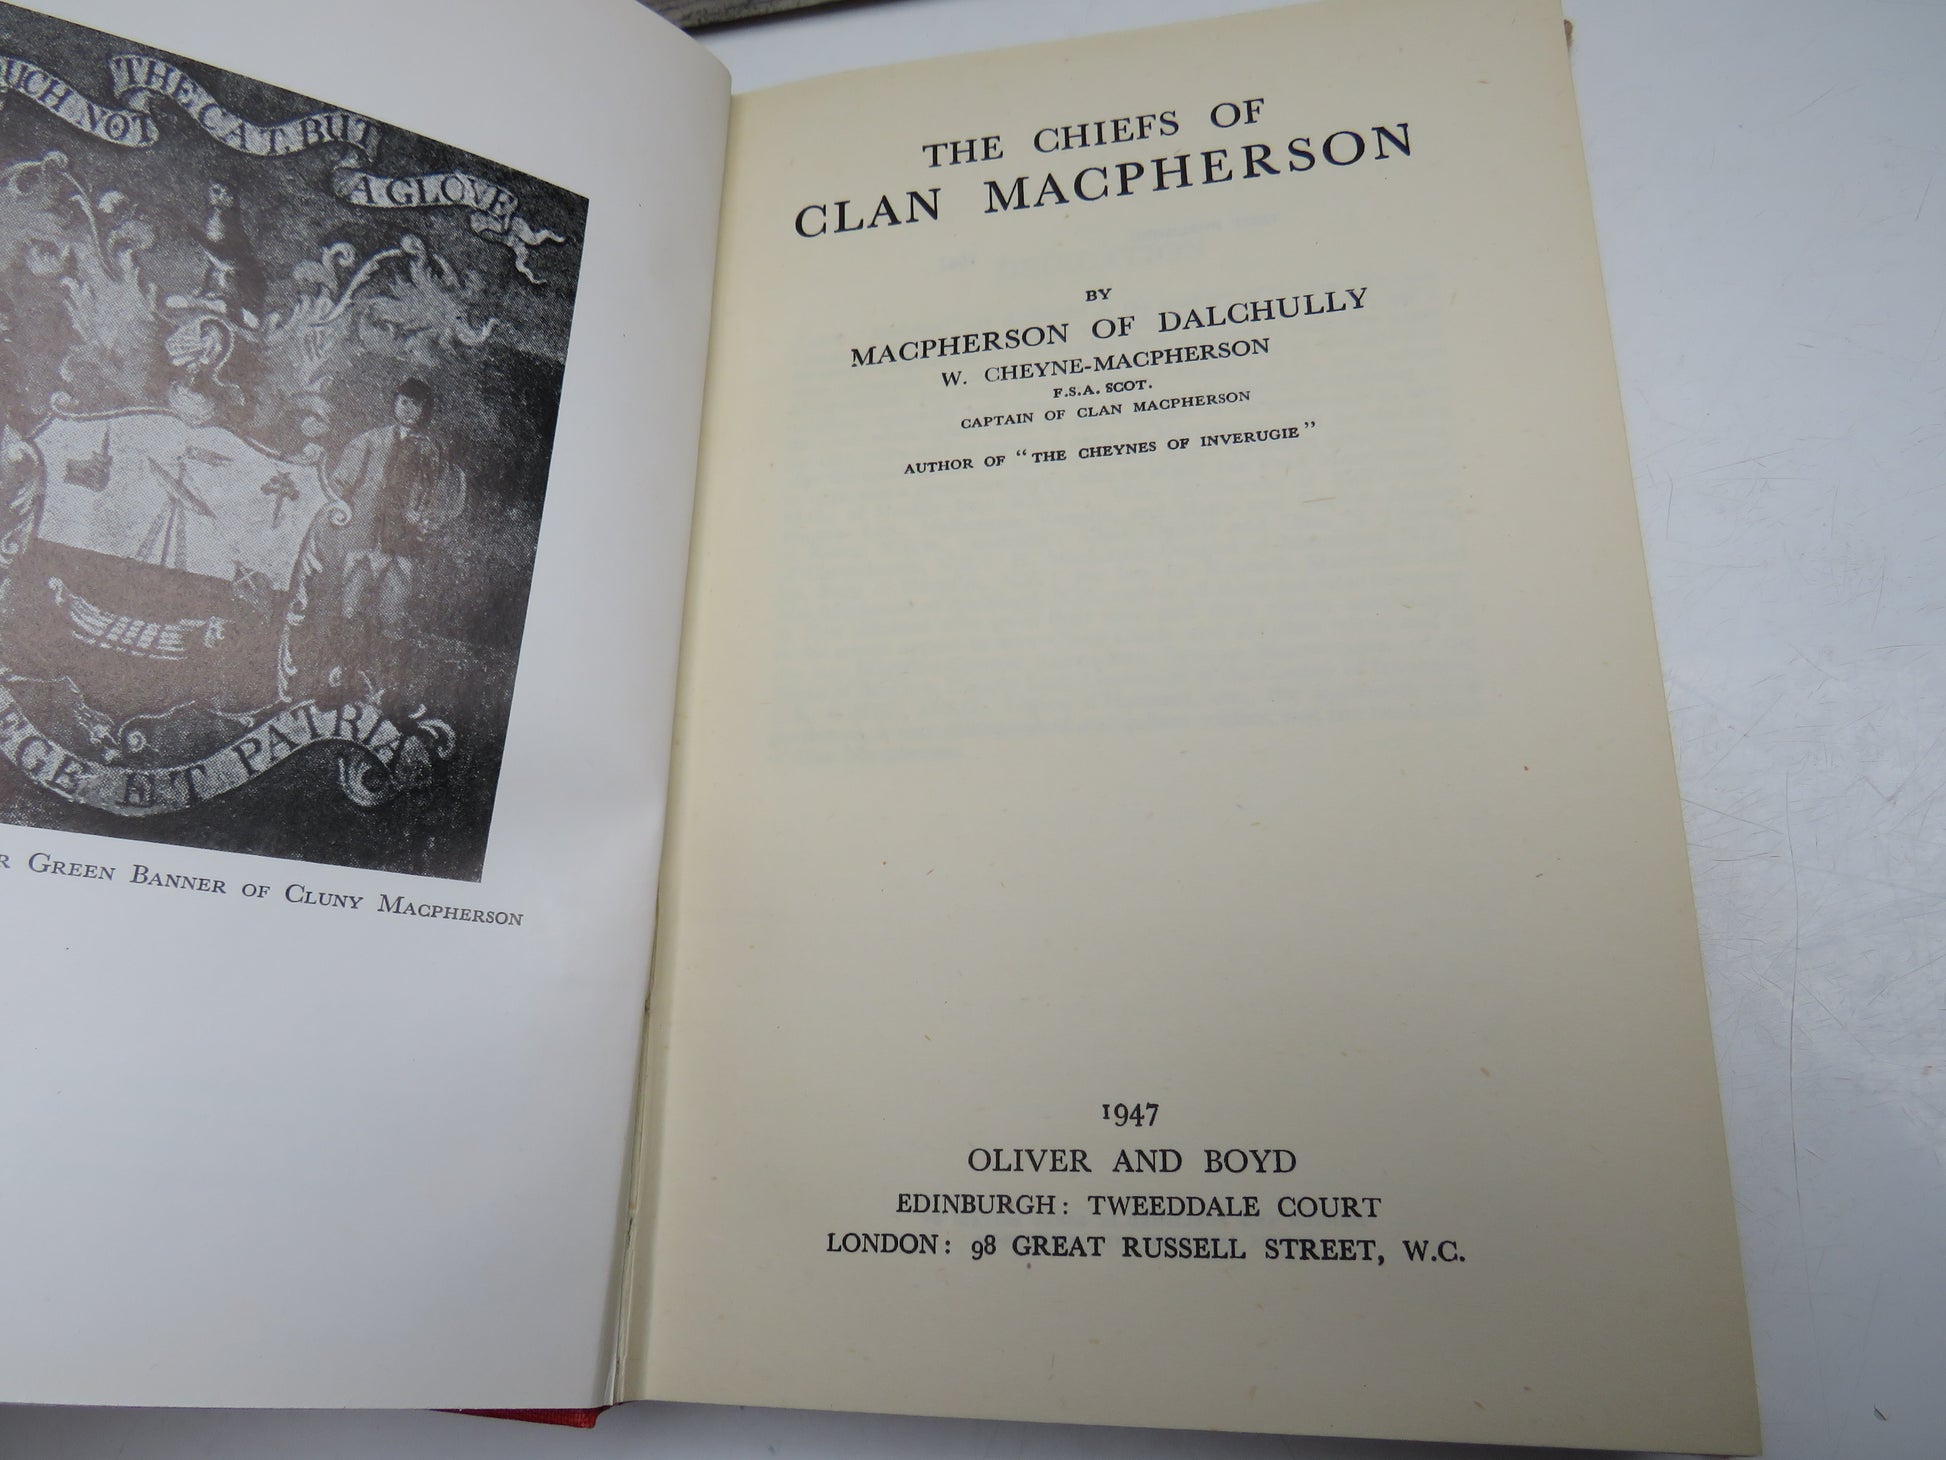 THE CAT BUT
NOT
A GLOVE
ET PATRIA
GREEN BANNER OF CLUNY MACPHERSON
THE CHIEFS OF
CLAN MACPHERSON
BY
MACPHERSON OF DALCHULLY
W. CHEYNE-MACPHERSON
F.S.A. SCOT.
CAPTAIN OF CLAN MACPHERSON
AUTHOR OF “THE CHEYNES OF INVERUGIE”
1947
OLIVER AND BOYD
EDINBURGH: TWEEDDALE COURT
LONDON: 98 GREAT RUSSELL STREET, W.C.